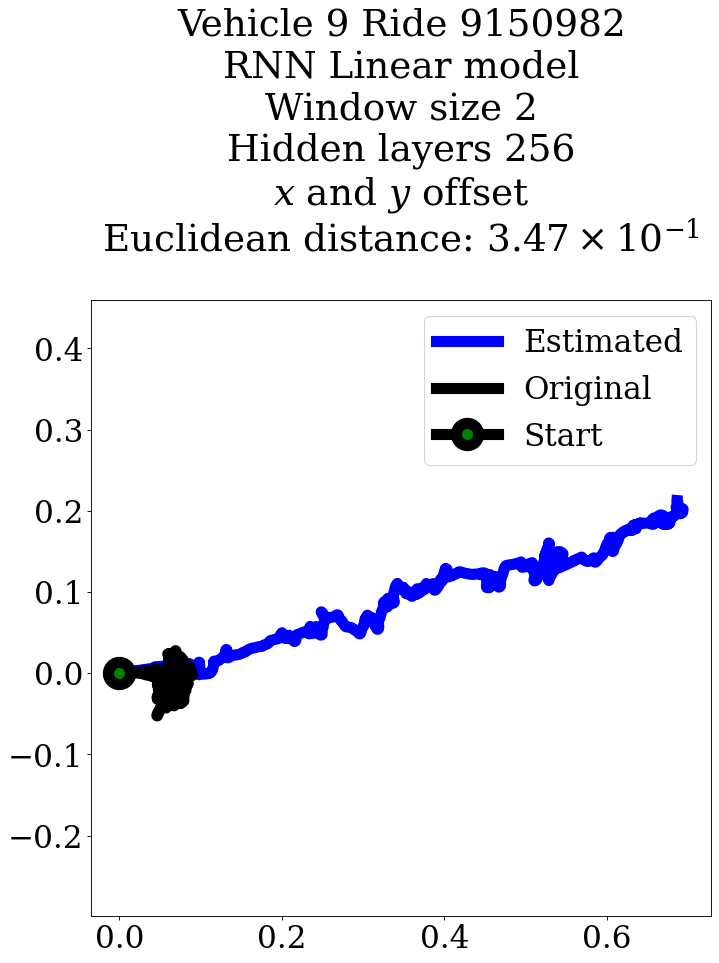 Vehicle 9 Ride 9150982
RNN Linear model
Window size 2
Hidden layers 256
x and y offset
Euclidean distance: 3.47 × 10⁻¹
Estimated
Original
Start
0.4
0.3
0.2
0.1
0.0
−0.1
−0.2
0.0 0.2 0.4 0.6